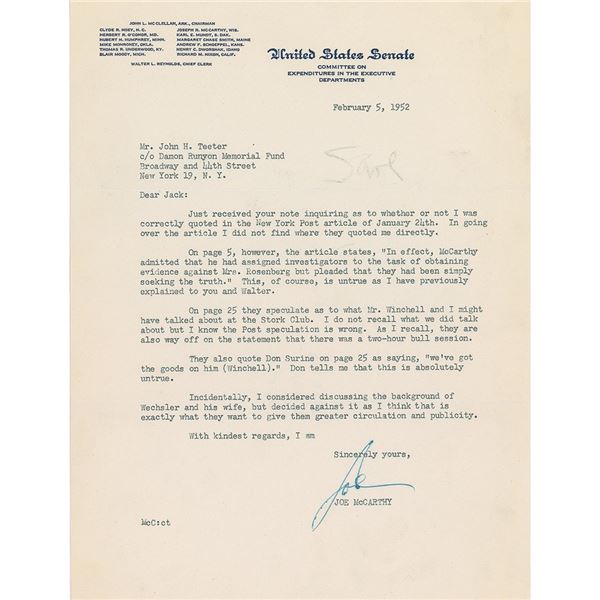 JOHN L. McCLELLAN, ARK., CHAIRMAN
CLYDE R. HOEY, N. C. JOSEPH R. McCARTHY, WIS.
HERBERT R. O'CONOR, MD. KARL E. MUNDT, S. DAK.
HUBERT H. HUMPHREY, MINN. MARGARET CHASE SMITH, MAINE
MIKE MONRONEY, OKLA. ANDREW F. SCHOEPPEL, KANS.
THOMAS R. UNDERWOOD, KY. HENRY C. DWORSHAK, IDAHO
BLAIR MOODY, MICH. RICHARD M. NIXON, CALIF.
WALTER L. REYNOLDS, CHIEF CLERK
United States Senate
COMMITTEE ON
EXPENDITURES IN THE EXECUTIVE
DEPARTMENTS
February 5, 1952
Mr. John H. Teeter
c/o Damon Runyon Memorial Fund
Broadway and 44th Street
New York 19, N. Y.
Save
Dear Jack:
Just received your note inquiring as to whether or not I was
correctly quoted in the New York Post article of January 24th. In going
over the article I did not find where they quoted me directly.
On page 5, however, the article states, "In effect, McCarthy
admitted that he had assigned investigators to the task of obtaining
evidence against Mrs. Rosenberg but pleaded that they had been simply
seeking the truth." This, of course, is untrue as I have previously
explained to you and Walter.
On page 25 they speculate as to what Mr. Winchell and I might
have talked about at the Stork Club. I do not recall what we did talk
about but I know the Post speculation is wrong. As I recall, they are
also way off on the statement that there was a two-hour bull session.
They also quote Don Surine on page 25 as saying, "we've got
the goods on him (Winchell)." Don tells me that this is absolutely
untrue.
Incidentally, I considered discussing the background of
Wechsler and his wife, but decided against it as I think that is
exactly what they want to give them greater circulation and publicity.
With kindest regards, I am
Sincerely yours,
Joe
JOE McCARTHY
McC:ct